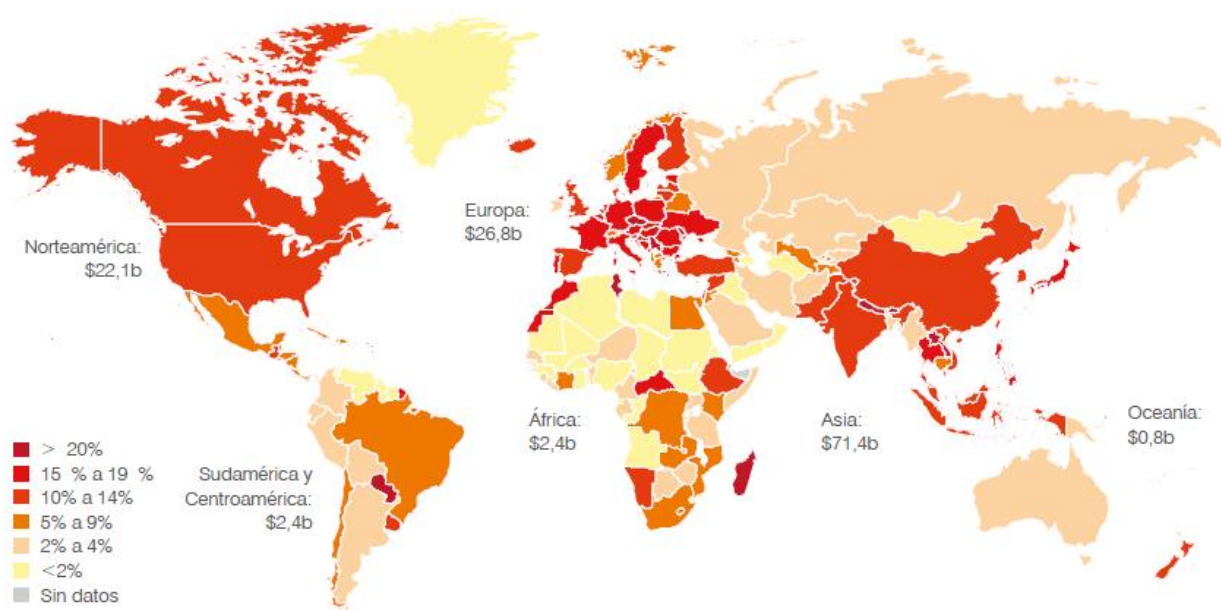 Norteamérica:
$22,1b
Europa:
$26,8b
África:
$2,4b
Asia:
$71,4b
Oceanía:
$0,8b
Sudamérica y
Centroamérica:
$2,4b
> 20%
15 % a 19 %
10% a 14%
5% a 9%
2% a 4%
<2%
Sin datos